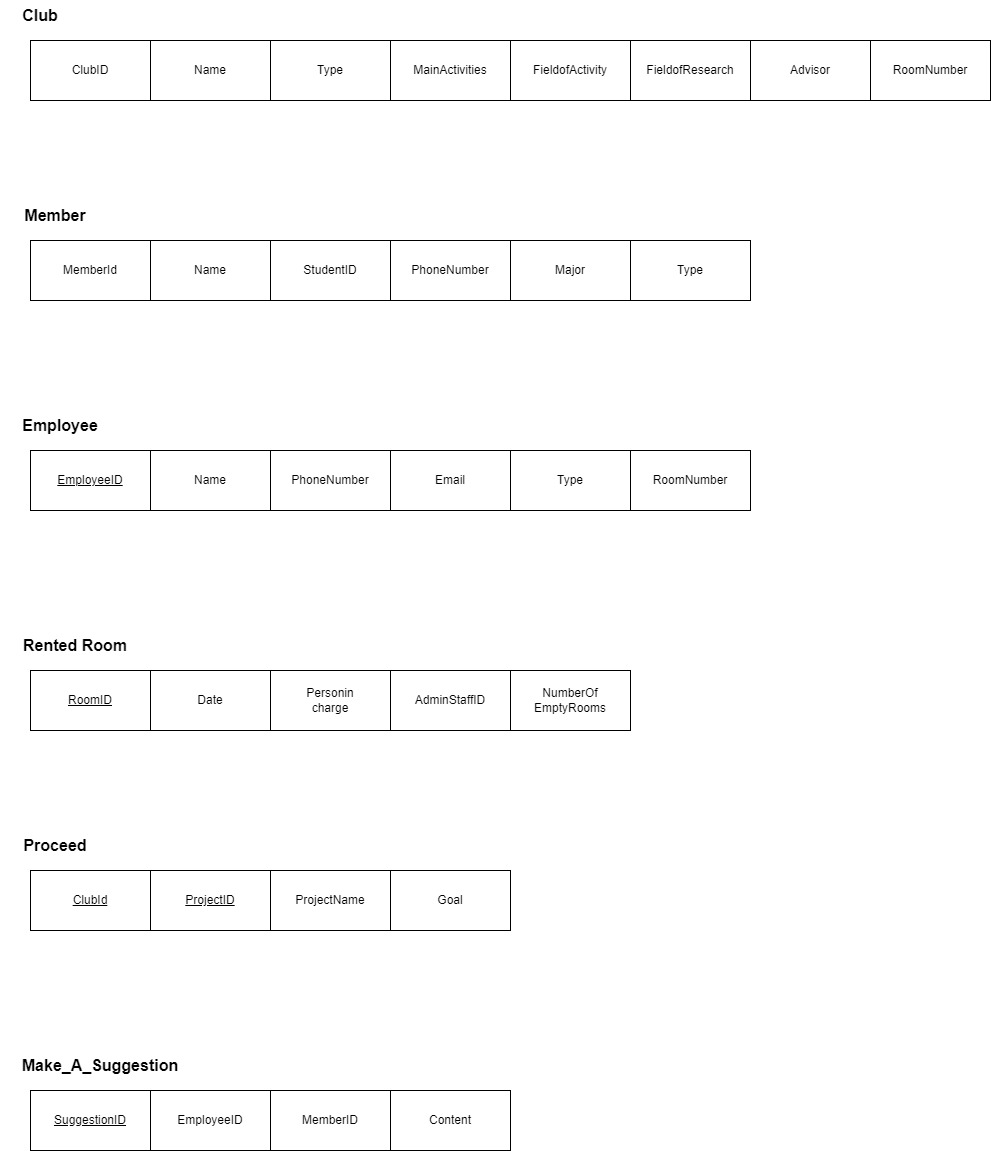 Club
ClubID Name Type MainActivities FieldofActivity FieldofResearch Advisor RoomNumber
Member
MemberId Name StudentID PhoneNumber Major Type
Employee
EmployeeID Name PhoneNumber Email Type RoomNumber
Rented Room
RoomID Date Personin charge AdminStaffID NumberOf EmptyRooms
Proceed
ClubId ProjectID ProjectName Goal
Make_A_Suggestion
SuggestionID EmployeeID MemberID Content